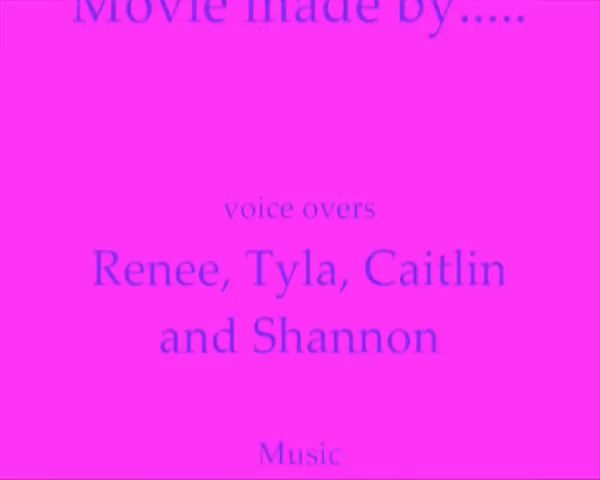 Movie made by.....
voice overs
Renee, Tyla, Caitlin
and Shannon
Music